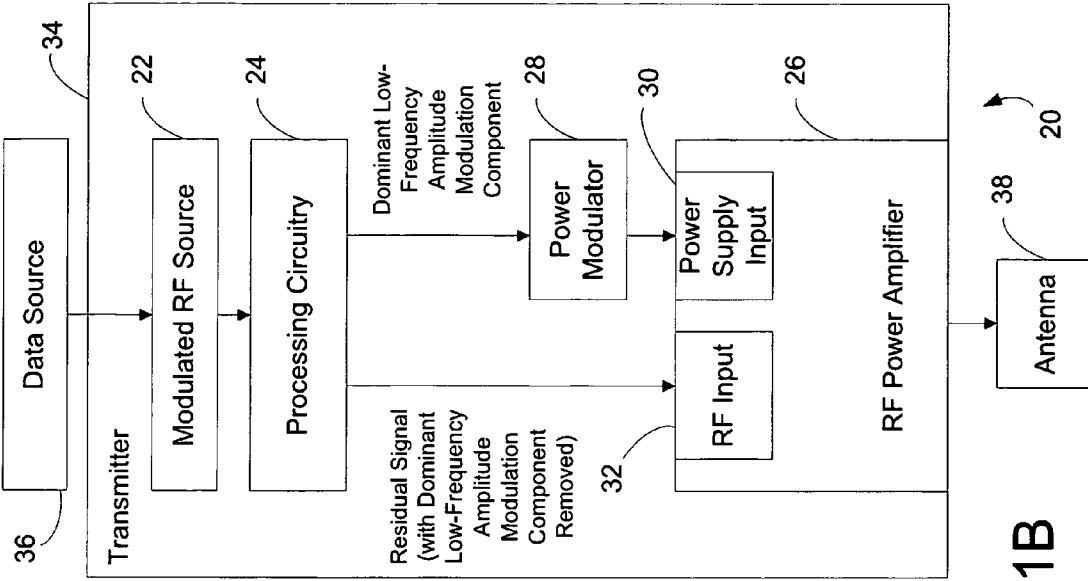 36
Data Source
34
Transmitter
22
Modulated RF Source
24
Processing Circuitry
Residual Signal
(with Dominant
Low-Frequency
Amplitude
Modulation
Component
Removed)
Dominant Low-
Frequency
Amplitude
Modulation
Component
28
Power
Modulator
30
32
RF Input
Power
Supply
Input
26
RF Power Amplifier
20
38
Antenna
1B